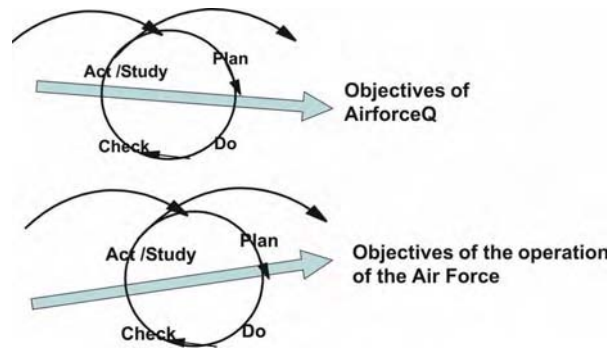 Act /Study
Plan
Objectives of
AirforceQ
Check
Do
Act /Study
Plan
Objectives of the operation
of the Air Force
Check
Do